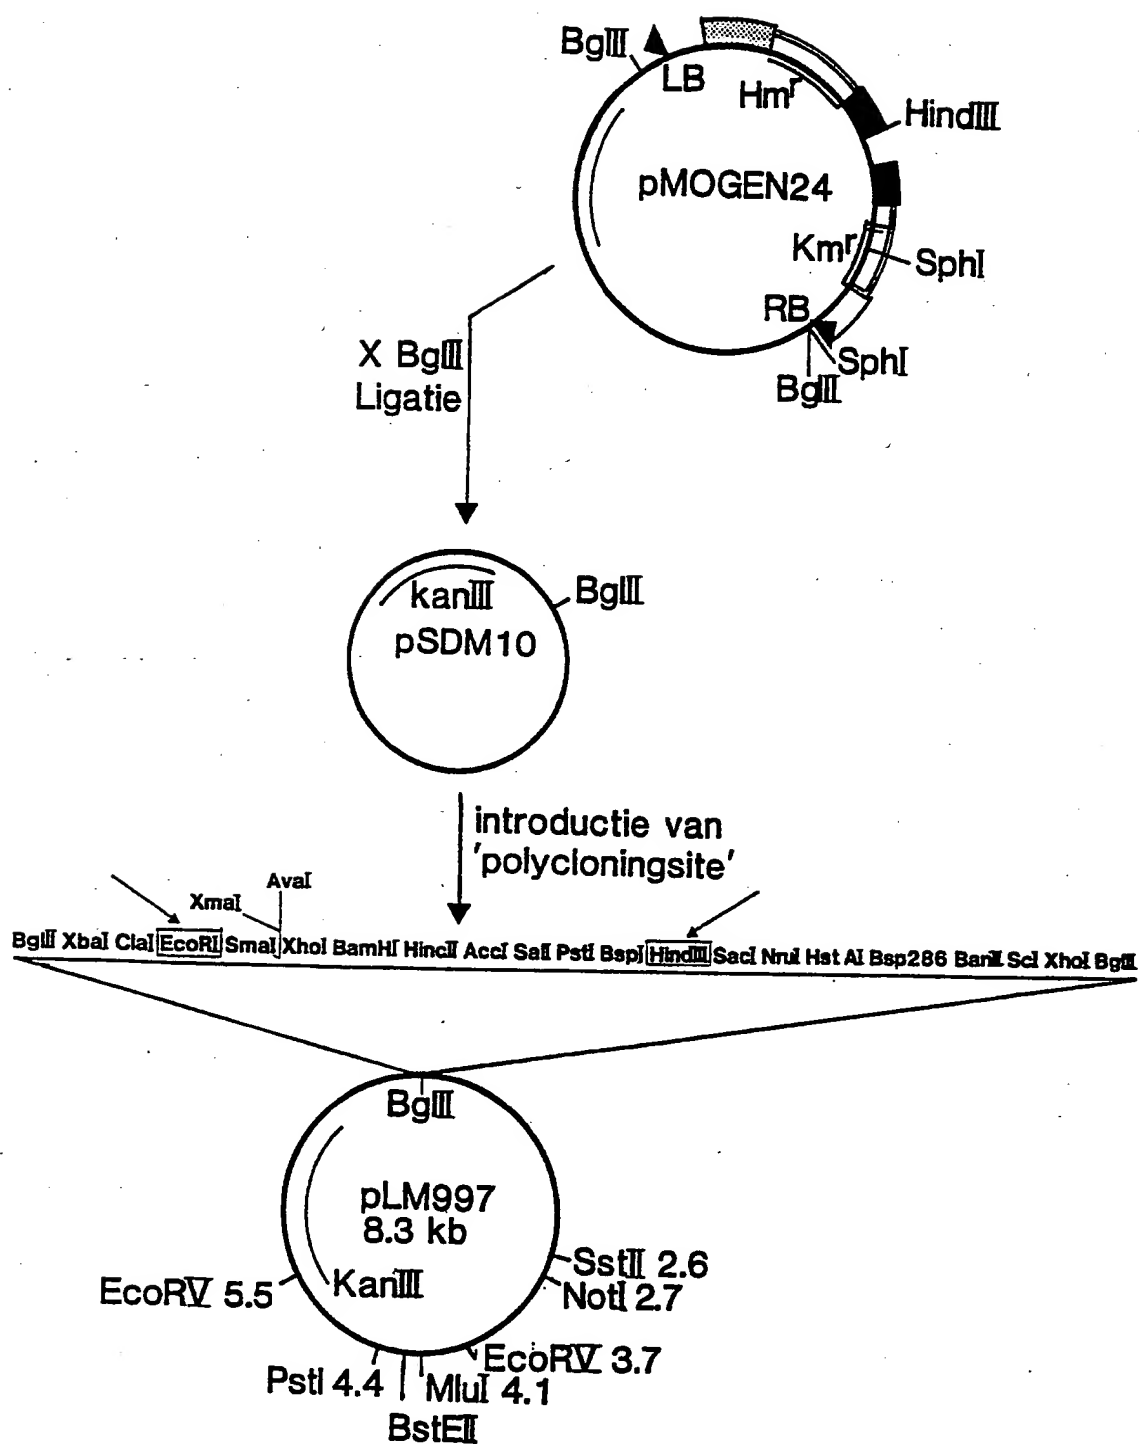 BglII
LB
Hmr
HindIII
pMOGEN24
Kmr
SphI
RB
SphI
BglII
X BglII
Ligatie
kanIII
BglII
pSDM10
introductie van
'polycloningsite'
AvaI
XmaI
BglII XbaI ClaI EcoRI SmaI XhoI BamHI HincII AccI SalI PstI BspI HindIII SacI NruI Hst AI Bsp286 BanII ScI XhoI BglII
BglII
pLM997
8.3 kb
SstII 2.6
KanIII
NotI 2.7
EcoRV 5.5
EcoRV 3.7
PstI 4.4
MluI 4.1
BstEII